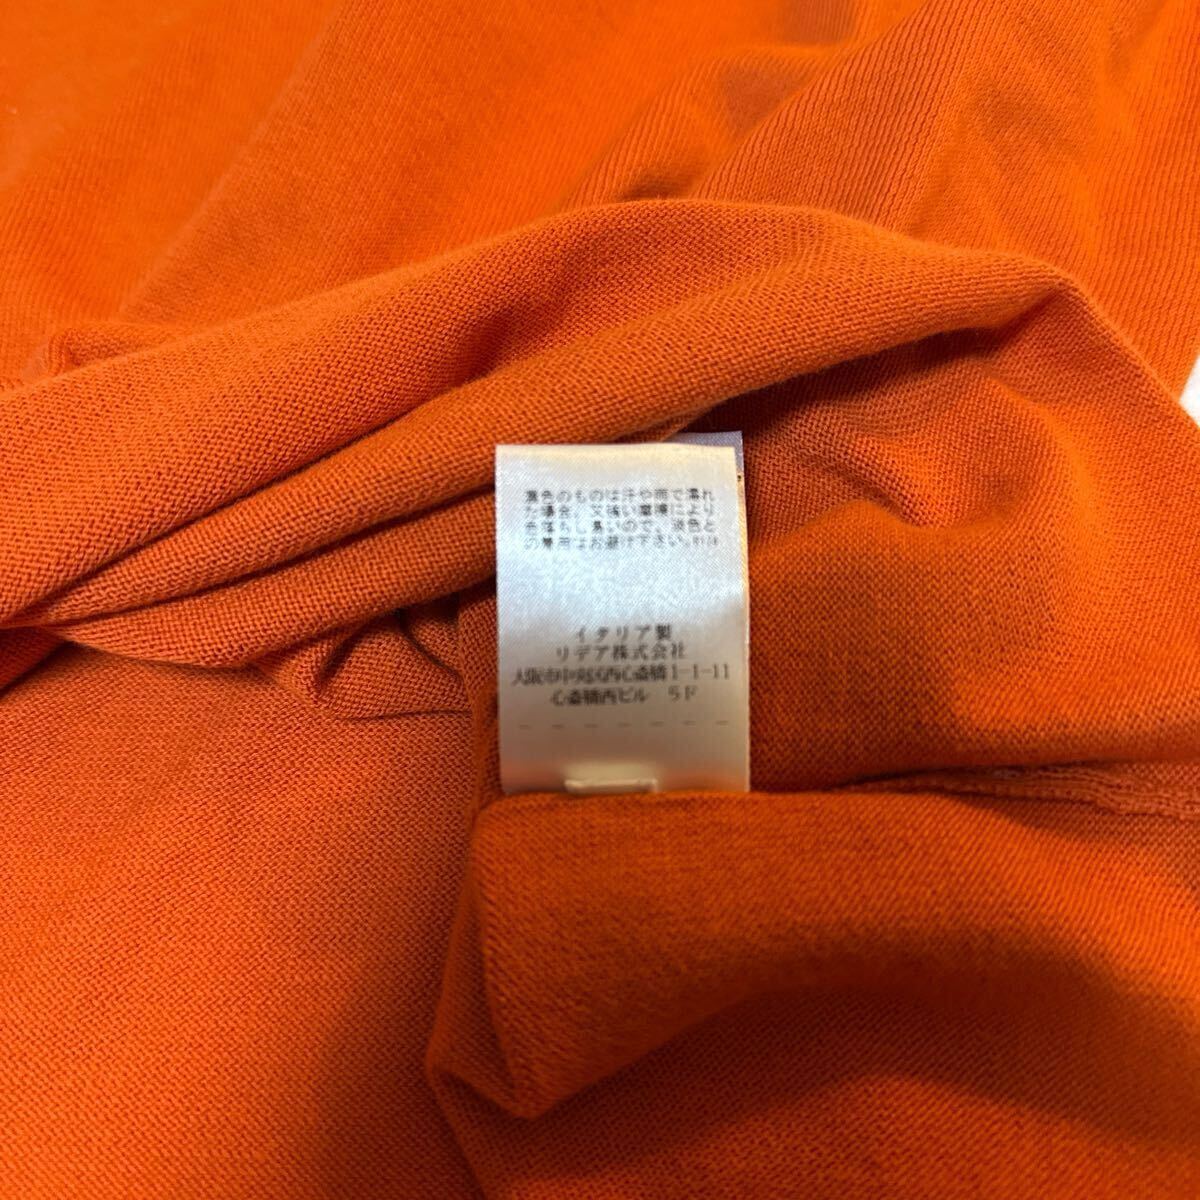 濃色のものは汗や雨で濡れ
た場合、又強い摩擦により
色落ちし易いので、淡色と
の着用はお避け下さい。
イタリア製
リデア株式会社
大阪市中央区西心斎橋1-1-11
心斎橋西ビル 5F